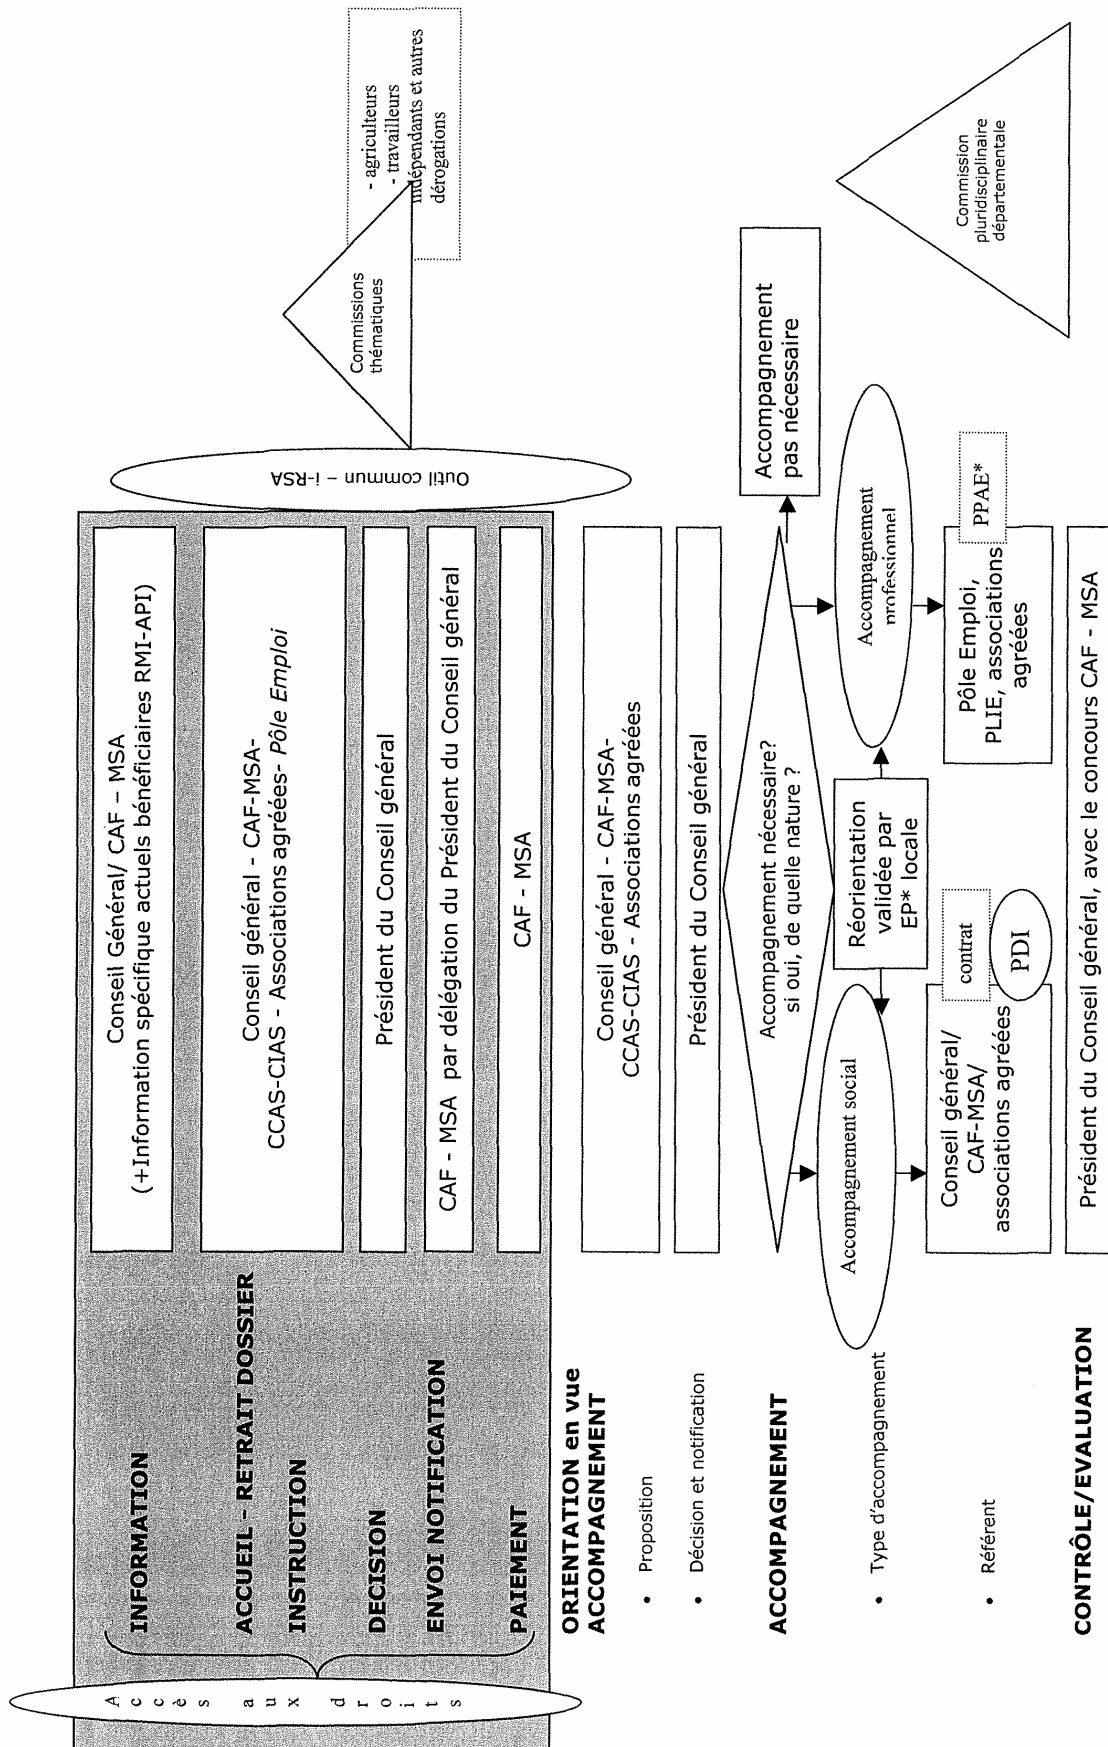 Accès aux droits
INFORMATION
Conseil Général/ CAF – MSA
(+Information spécifique actuels bénéficiaires RMI-API)
ACCUEIL – RETRAIT DOSSIER
INSTRUCTION
Conseil général - CAF-MSA-
CCAS-CIAS - Associations agréées- Pôle Emploi
DECISION
Président du Conseil général
ENVOI NOTIFICATION
CAF - MSA par délégation du Président du Conseil général
PAIEMENT
CAF - MSA
Outil commun – i-RSA
Commissions
thématiques
- agriculteurs
- travailleurs
indépendants et autres
dérogations
ORIENTATION en vue
ACCOMPAGNEMENT
• Proposition
Conseil général - CAF-MSA-
CCAS-CIAS - Associations agréées
• Décision et notification
Président du Conseil général
ACCOMPAGNEMENT
Accompagnement nécessaire?
si oui, de quelle nature ?
Accompagnement
pas nécessaire
• Type d'accompagnement
Accompagnement social
Réorientation
validée par
EP* locale
Accompagnement
professionnel
• Référent
Conseil général/
CAF-MSA/
associations agréées
contrat
PDI
Pôle Emploi,
PLIE, associations
agréées
PPAE*
Commission
pluridisciplinaire
départementale
CONTRÔLE/EVALUATION
Président du Conseil général, avec le concours CAF - MSA